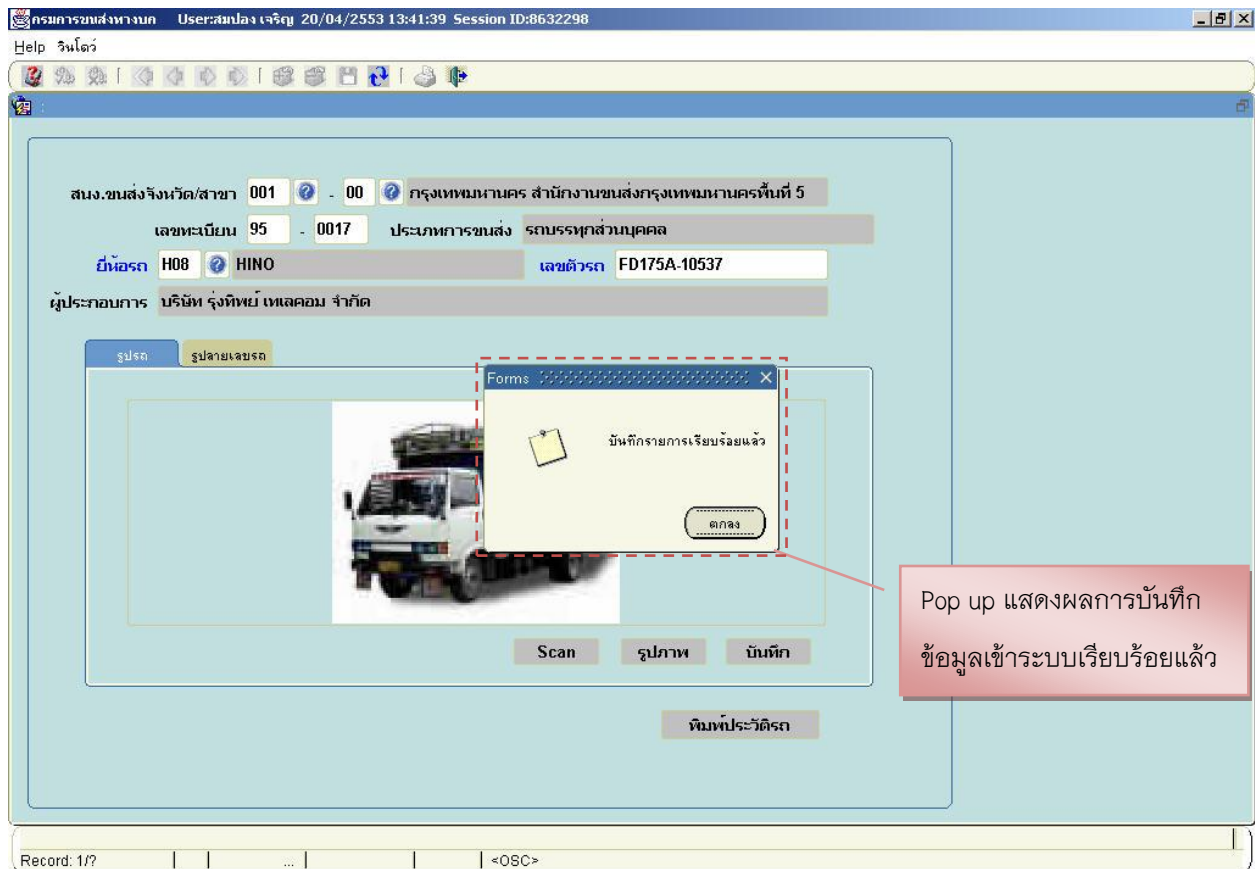 กรมการขนส่งทางบก User:สมปลง เจริญ 20/04/2553 13:41:39 Session ID:8632298
Help วินโดว์
สนง.ขนส่งจังหวัด/สาขา 001 - 00 กรุงเทพมหานคร สำนักงานขนส่งกรุงเทพมหานครพื้นที่ 5
เลขทะเบียน 95 - 0017 ประเภทการขนส่ง รถบรรทุกส่วนบุคคล
ยี่ห้อรถ H08 HINO เลขตัวรถ FD175A-10537
ผู้ประกอบการ บริษัท รุ่งทิพย์ เทเลคอม จำกัด
รูปรถ รูปลายเลขรถ
Forms
บันทึกรายการเรียบร้อยแล้ว
ตกลง
Pop up แสดงผลการบันทึก
ข้อมูลเข้าระบบเรียบร้อยแล้ว
Scan รูปภาพ บันทึก
พิมพ์ประวัติรถ
Record: 1/? ... <OSC>